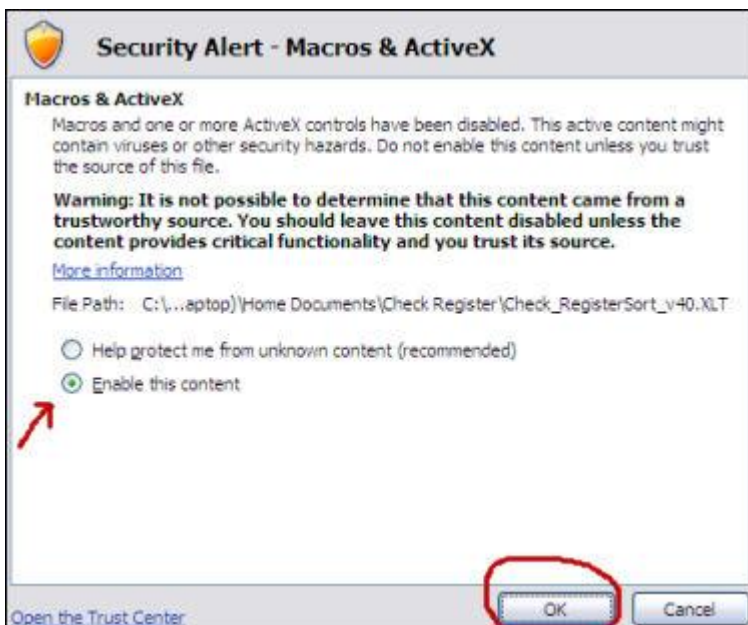 Security Alert - Macros & ActiveX
Macros & ActiveX
Macros and one or more ActiveX controls have been disabled. This active content might
contain viruses or other security hazards. Do not enable this content unless you trust
the source of this file.
Warning: It is not possible to determine that this content came from a
trustworthy source. You should leave this content disabled unless the
content provides critical functionality and you trust its source.
More information
File Path: C:\...aptop)\Home Documents\Check Register\Check_RegisterSort_v40.XLT
Help protect me from unknown content (recommended)
Enable this content
Open the Trust Center
OK
Cancel